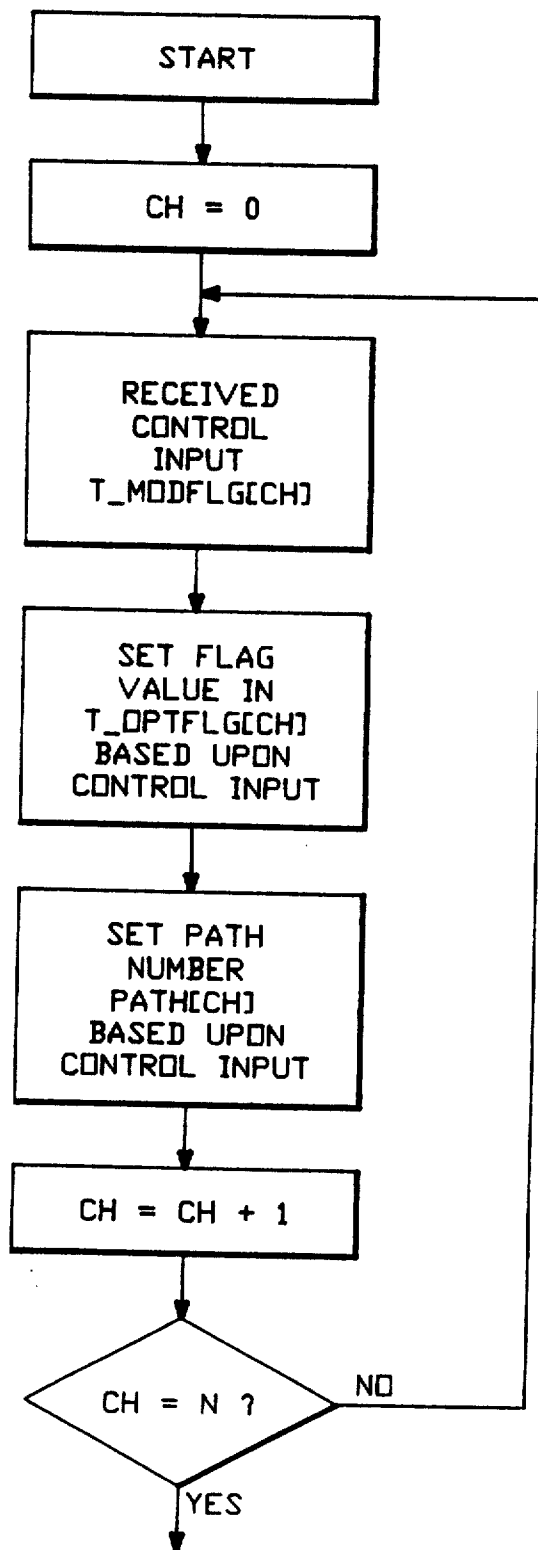 START
CH = 0
RECEIVED
CONTROL
INPUT
T_MODFLG[CH]
SET FLAG
VALUE IN
T_OPTFLG[CH]
BASED UPON
CONTROL INPUT
SET PATH
NUMBER
PATH[CH]
BASED UPON
CONTROL INPUT
CH = CH + 1
CH = N ?
NO
YES